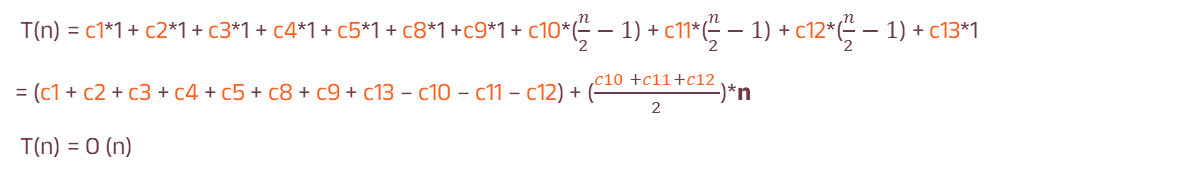 T(n) = c1*1 + c2*1 + c3*1 + c4*1 + c5*1 + c8*1 +c9*1 + c10*(n/2 − 1) + c11*(n/2 − 1) + c12*(n/2 − 1) + c13*1
= (c1 + c2 + c3 + c4 + c5 + c8 + c9 + c13 – c10 – c11 – c12) + ((c10 +c11+c12)/2)*n
T(n) = O (n)